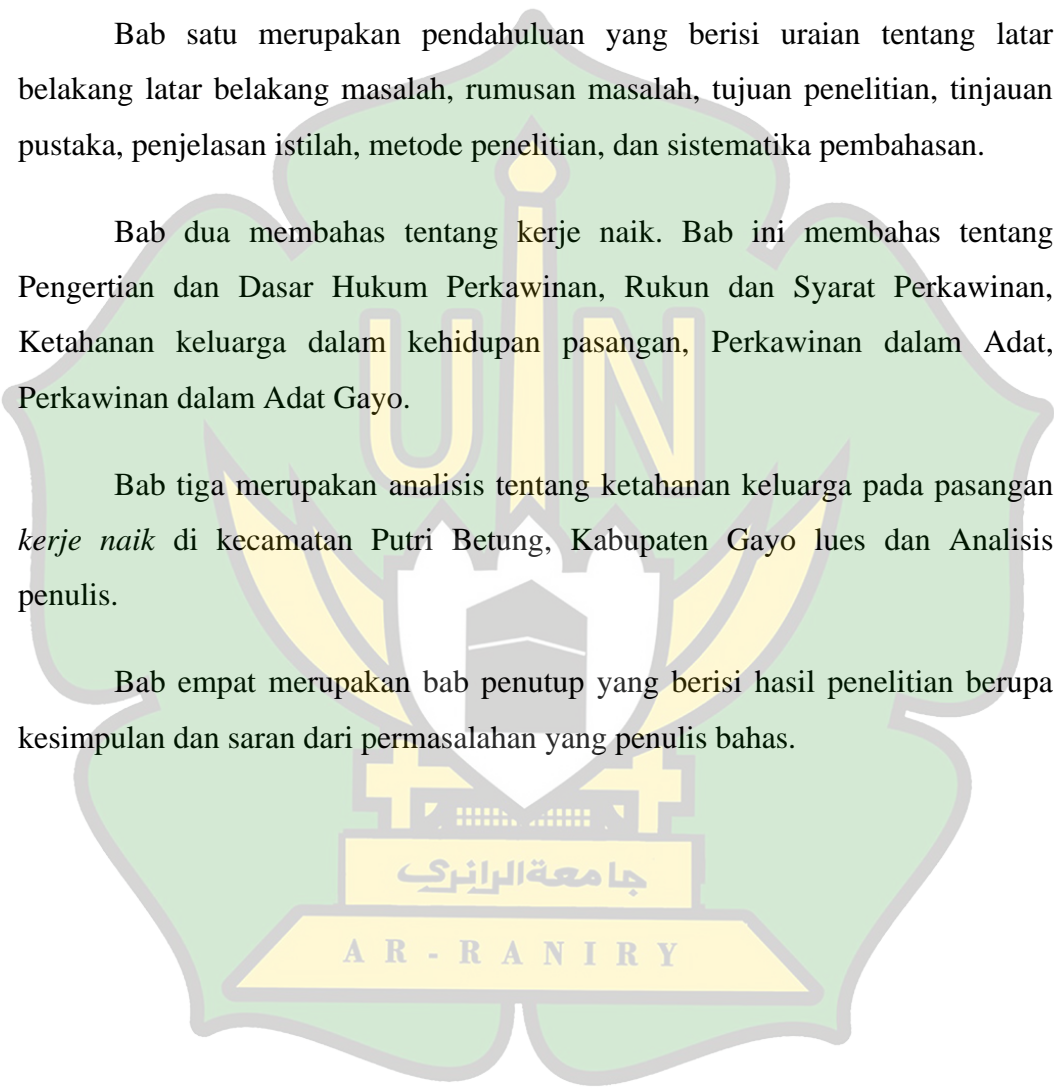 Bab satu merupakan pendahuluan yang berisi uraian tentang latar
belakang latar belakang masalah, rumusan masalah, tujuan penelitian, tinjauan
pustaka, penjelasan istilah, metode penelitian, dan sistematika pembahasan.
Bab dua membahas tentang kerje naik. Bab ini membahas tentang
Pengertian dan Dasar Hukum Perkawinan, Rukun dan Syarat Perkawinan,
Ketahanan keluarga dalam kehidupan pasangan, Perkawinan dalam Adat,
Perkawinan dalam Adat Gayo.
Bab tiga merupakan analisis tentang ketahanan keluarga pada pasangan
kerje naik di kecamatan Putri Betung, Kabupaten Gayo lues dan Analisis
penulis.
Bab empat merupakan bab penutup yang berisi hasil penelitian berupa
kesimpulan dan saran dari permasalahan yang penulis bahas.
UIN
جامعةالرانري
AR-RANIRY